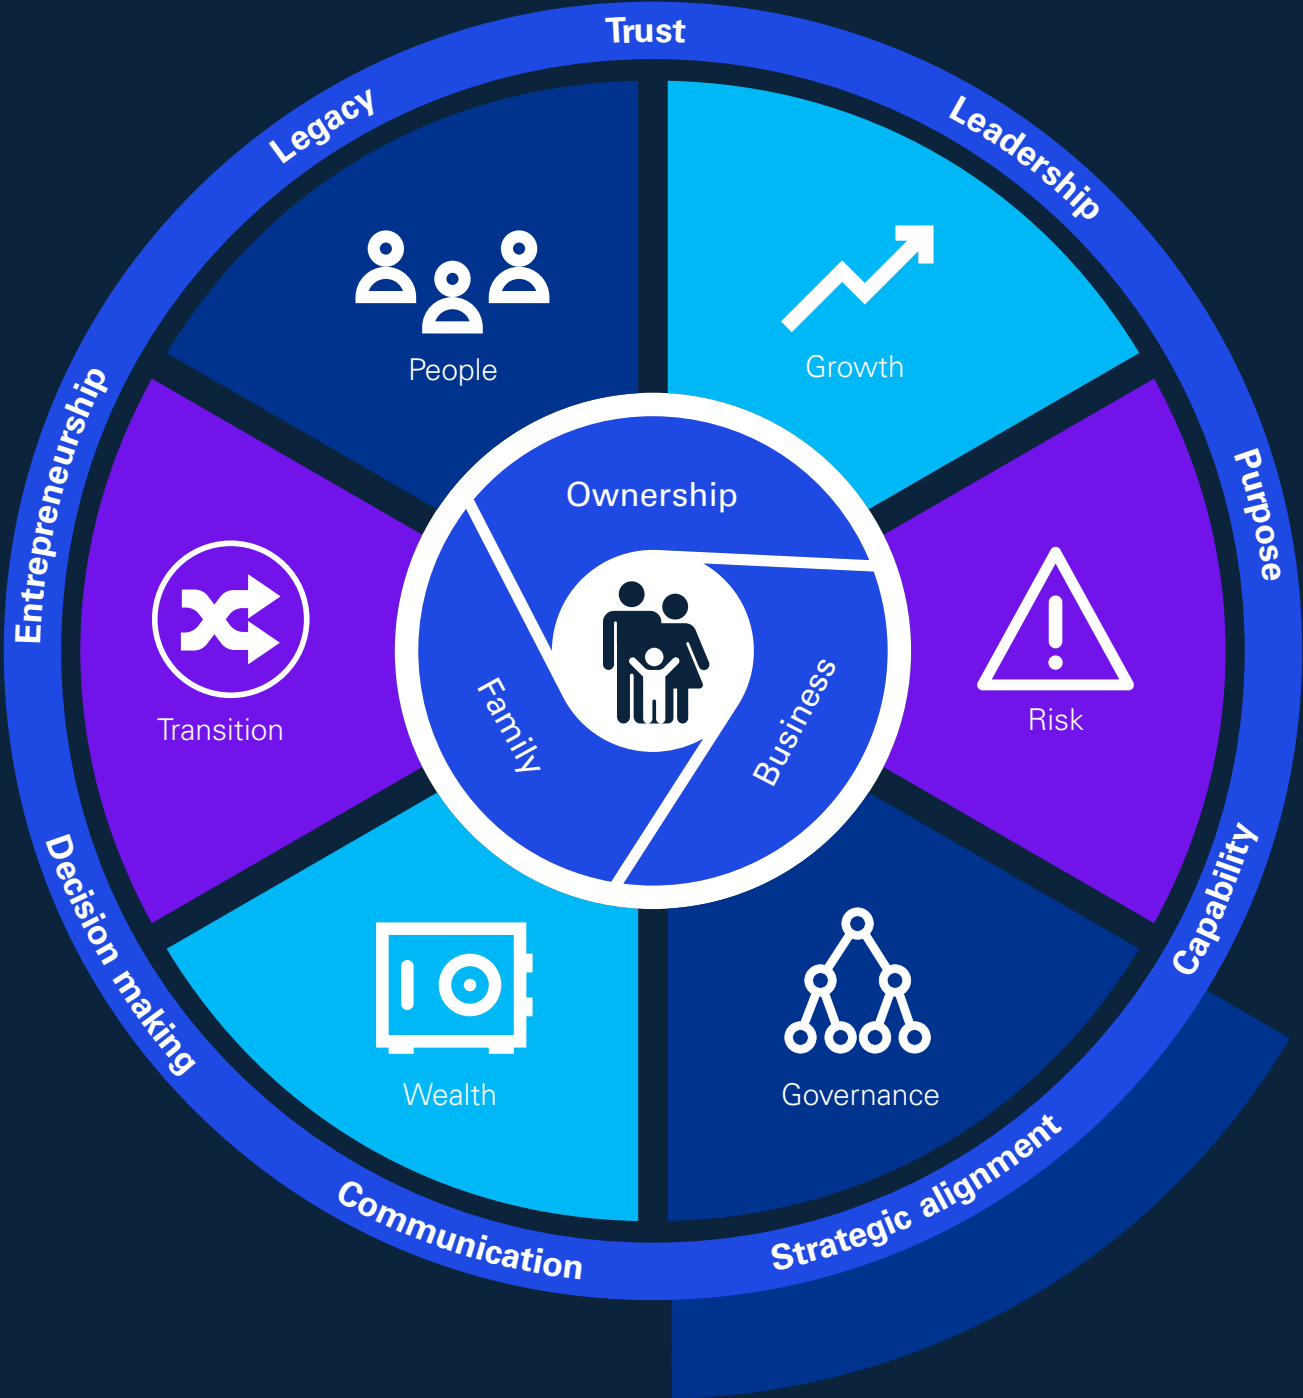 Trust
Leadership
Purpose
Capability
Strategic alignment
Communication
Decision making
Entrepreneurship
Legacy
People
Growth
Risk
Governance
Wealth
Transition
Ownership
Business
Family